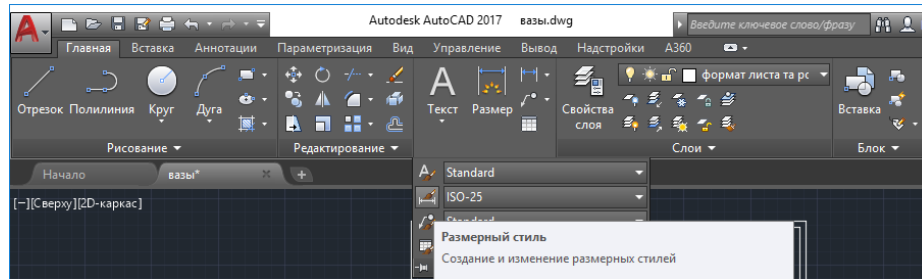 Autodesk AutoCAD 2017 вазы.dwg Введите ключевое слово/фразу
Главная Вставка Аннотации Параметризация Вид Управление Вывод Надстройки A360
формат листа та рс
Отрезок Полилиния Круг Дуга Текст Размер Свойства слоя Вставка
Рисование Редактирование Слои Блок
Начало вазы*
Standard
[−][Сверху][2D-каркас]
ISO-25
Standard
Размерный стиль
Создание и изменение размерных стилей